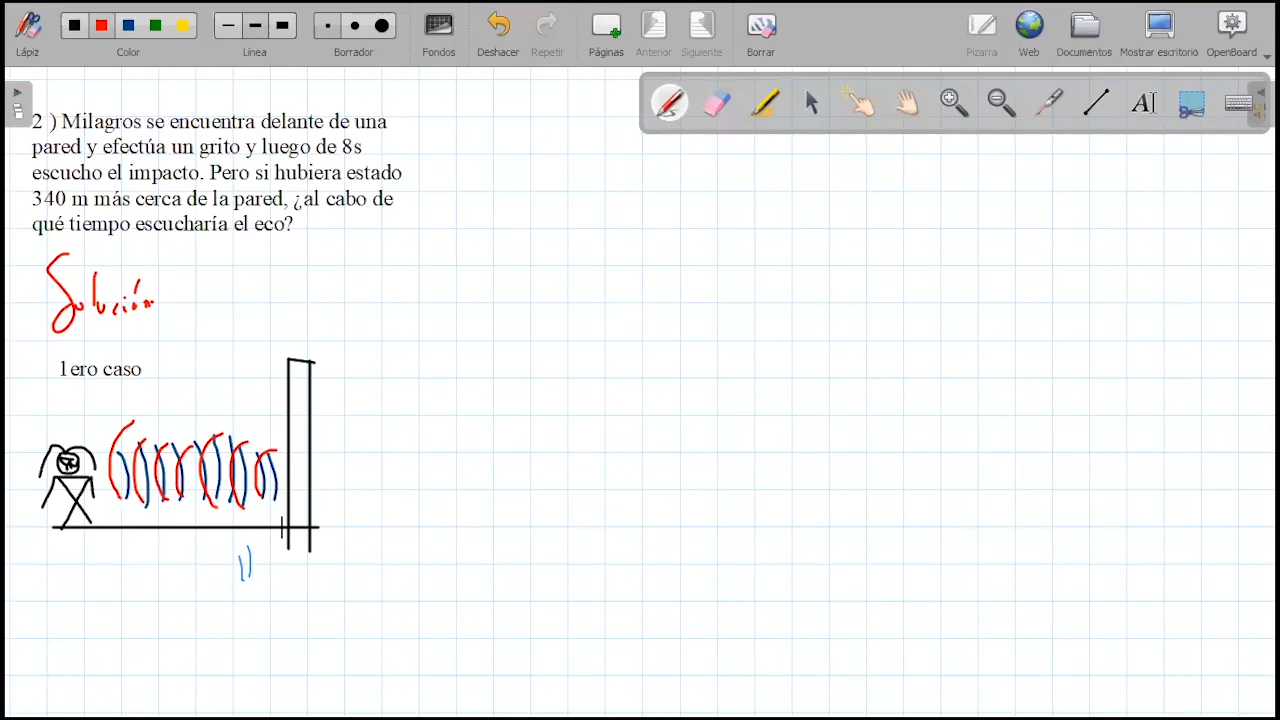 Lápiz
Color
Línea
Borrador
Fondos
Deshacer
Repetir
Páginas
Anterior
Siguiente
Borrar
Pizarra
Web
Documentos
Mostrar escritorio
OpenBoard
2 ) Milagros se encuentra delante de una
pared y efectúa un grito y luego de 8s
escucho el impacto. Pero si hubiera estado
340 m más cerca de la pared, ¿al cabo de
qué tiempo escucharía el eco?
Solución
1ero caso